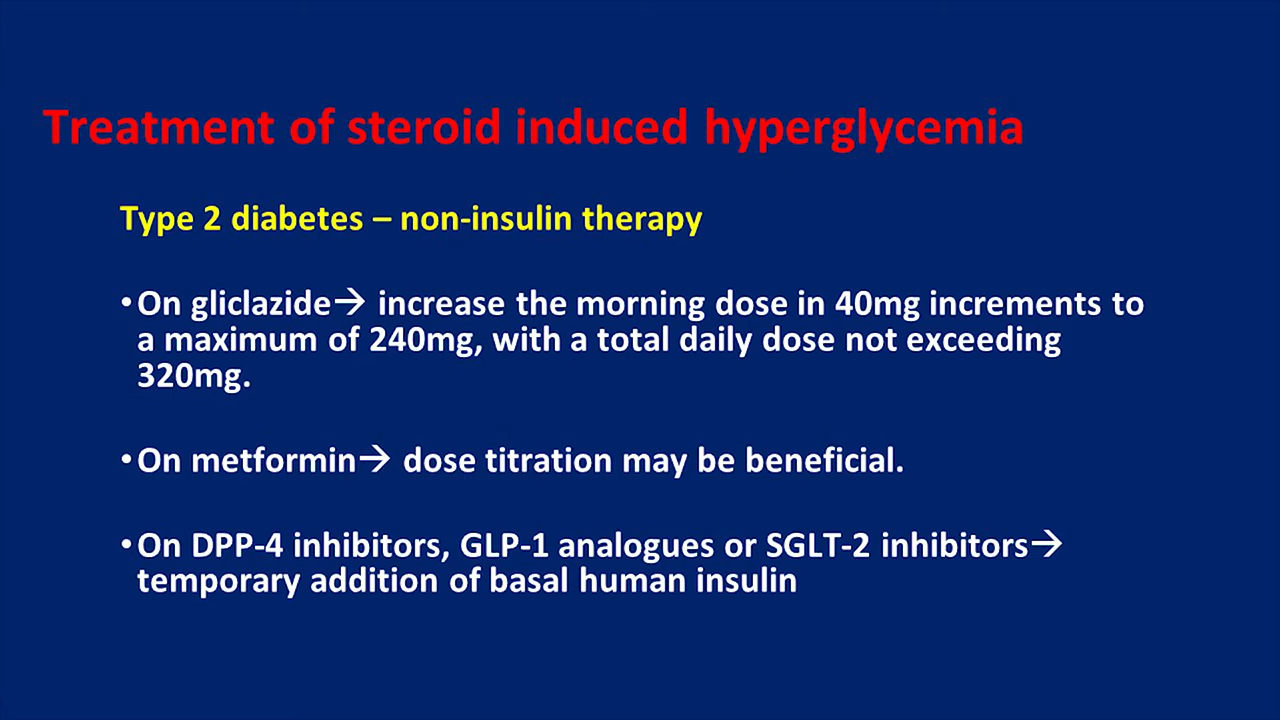 Treatment of steroid induced hyperglycemia
Type 2 diabetes – non-insulin therapy
•On gliclazide→ increase the morning dose in 40mg increments to
a maximum of 240mg, with a total daily dose not exceeding
320mg.
•On metformin→ dose titration may be beneficial.
•On DPP-4 inhibitors, GLP-1 analogues or SGLT-2 inhibitors→
temporary addition of basal human insulin